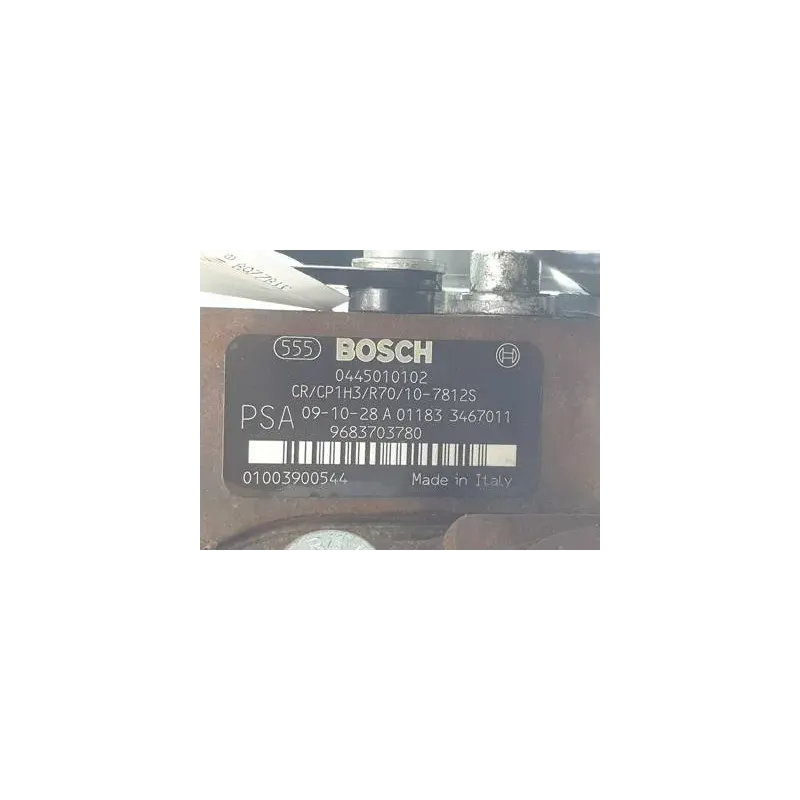 555 BOSCH
0445010102
CR/CP1H3/R70/10-7812S
PSA 09-10-28 A 01183 3467011
9683703780
01003900544 Made in Italy